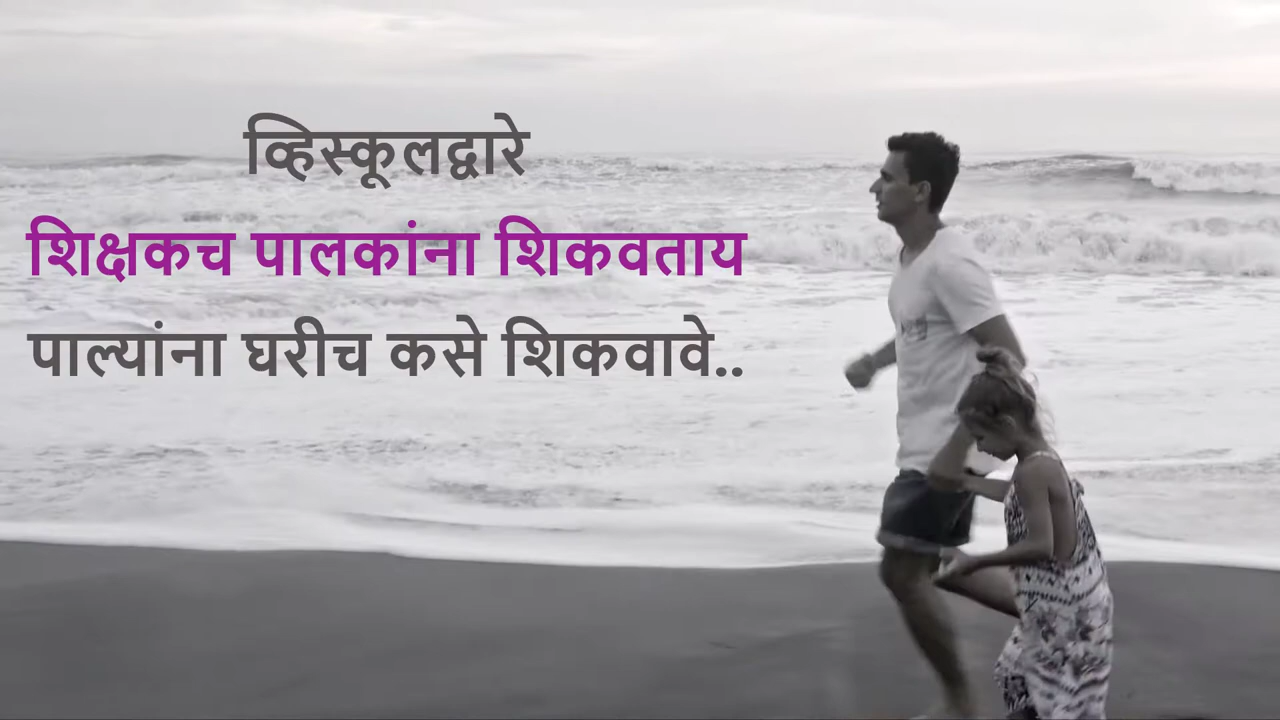 व्हिस्कूलद्वारे
शिक्षकच पालकांना शिकवताय
पाल्यांना घरीच कसे शिकवावे..